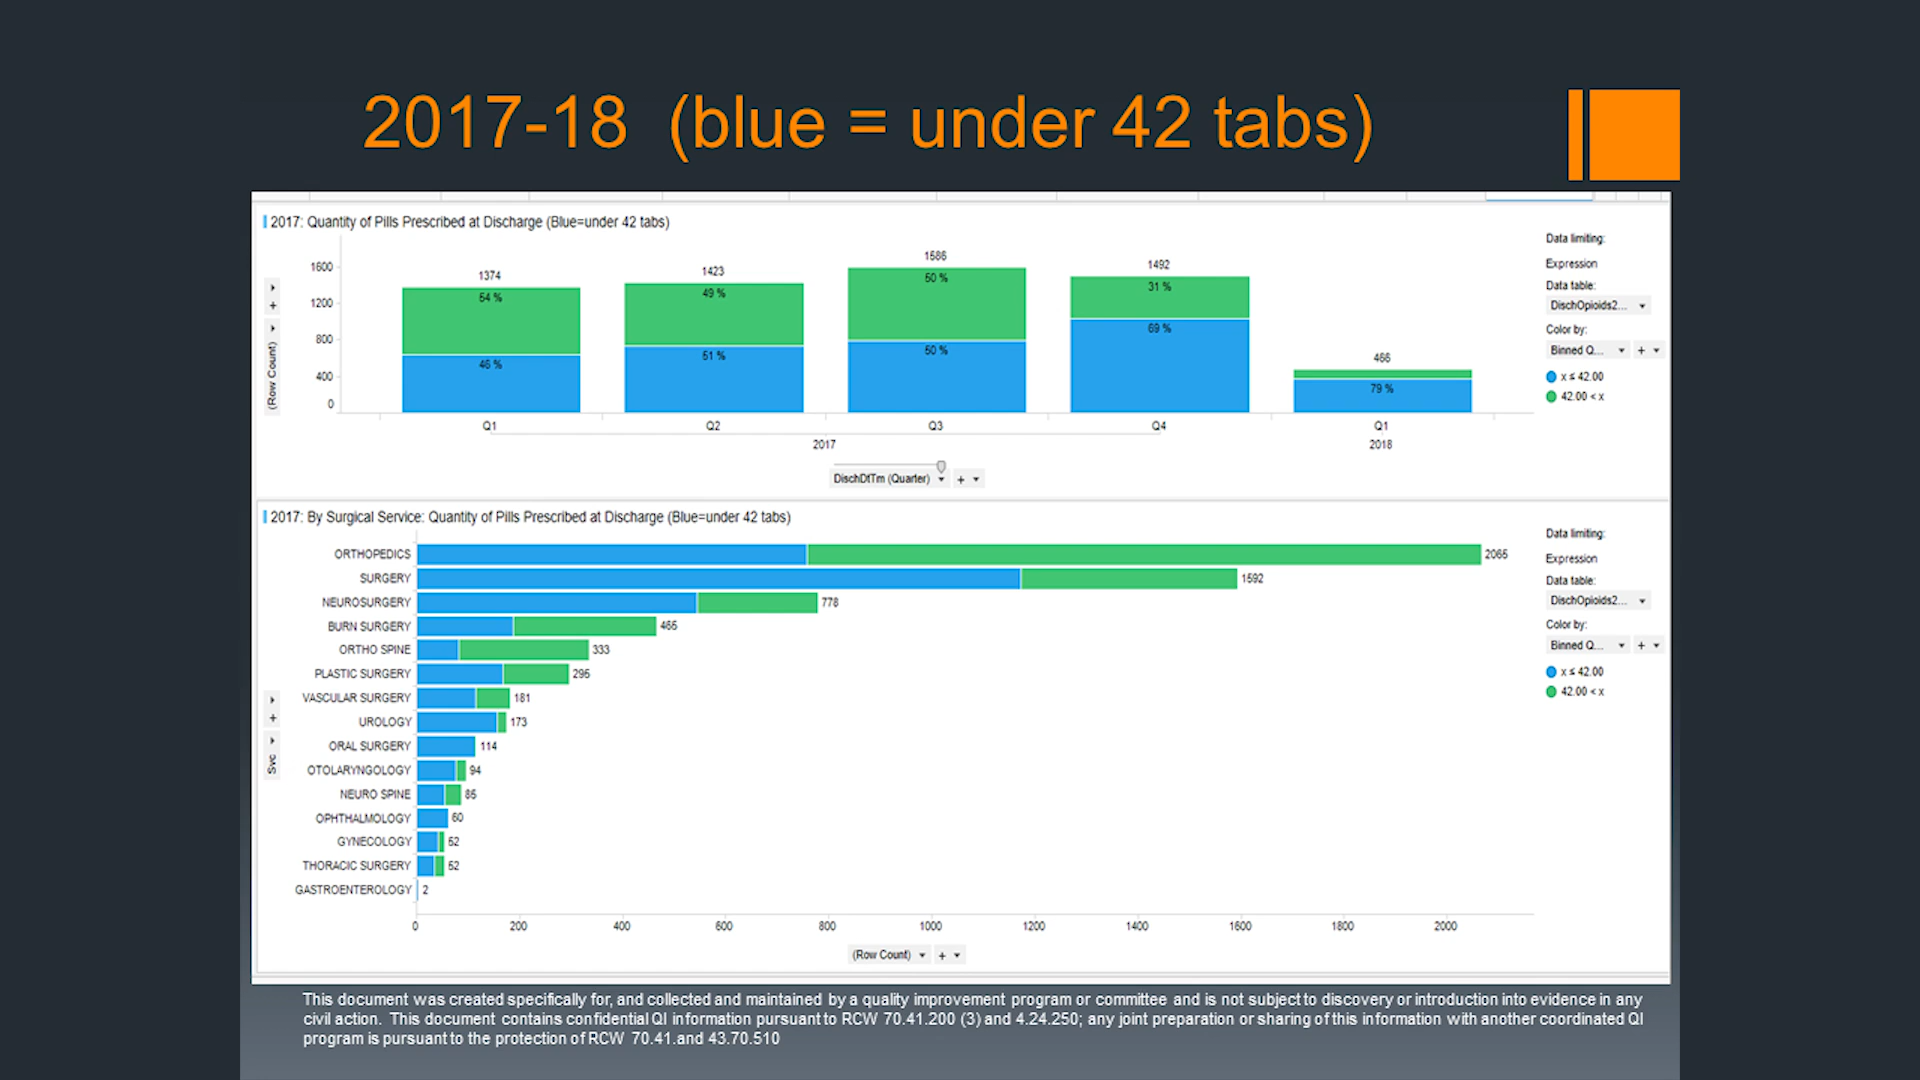 2017-18  (blue = under 42 tabs)
2017: Quantity of Pills Prescribed at Discharge (Blue=under 42 tabs)
1374
1423
1586
1492
466
1600
1200
800
400
0
(Row Count)
54 %
49 %
50 %
31 %
46 %
51 %
50 %
69 %
79 %
Q1
Q2
Q3
Q4
Q1
2017
2018
DischDtTm (Quarter)
+
Data limiting:
Expression
Data table:
DischOpioids2...
Color by:
Binned Q...
+
x ≤ 42.00
42.00 < x
2017: By Surgical Service: Quantity of Pills Prescribed at Discharge (Blue=under 42 tabs)
ORTHOPEDICS 2065
SURGERY 1592
NEUROSURGERY 778
BURN SURGERY 465
ORTHO SPINE 333
PLASTIC SURGERY 295
VASCULAR SURGERY 181
UROLOGY 173
ORAL SURGERY 114
OTOLARYNGOLOGY 94
NEURO SPINE 85
OPHTHALMOLOGY 60
GYNECOLOGY 52
THORACIC SURGERY 52
GASTROENTEROLOGY 2
Svc
0 200 400 600 800 1000 1200 1400 1600 1800 2000
(Row Count)
+
Data limiting:
Expression
Data table:
DischOpioids2...
Color by:
Binned Q...
+
x ≤ 42.00
42.00 < x
This document was created specifically for, and collected and maintained by a quality improvement program or committee and is not subject to discovery or introduction into evidence in any
civil action. This document contains confidential QI information pursuant to RCW 70.41.200 (3) and 4.24.250; any joint preparation or sharing of this information with another coordinated QI
program is pursuant to the protection of RCW 70.41.and 43.70.510